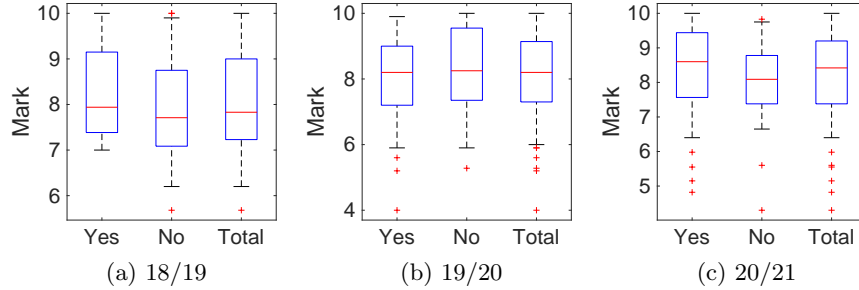 Mark
10
9
8
7
6
Yes No Total
(a) 18/19
Mark
10
8
6
4
Yes No Total
(b) 19/20
Mark
10
9
8
7
6
5
Yes No Total
(c) 20/21